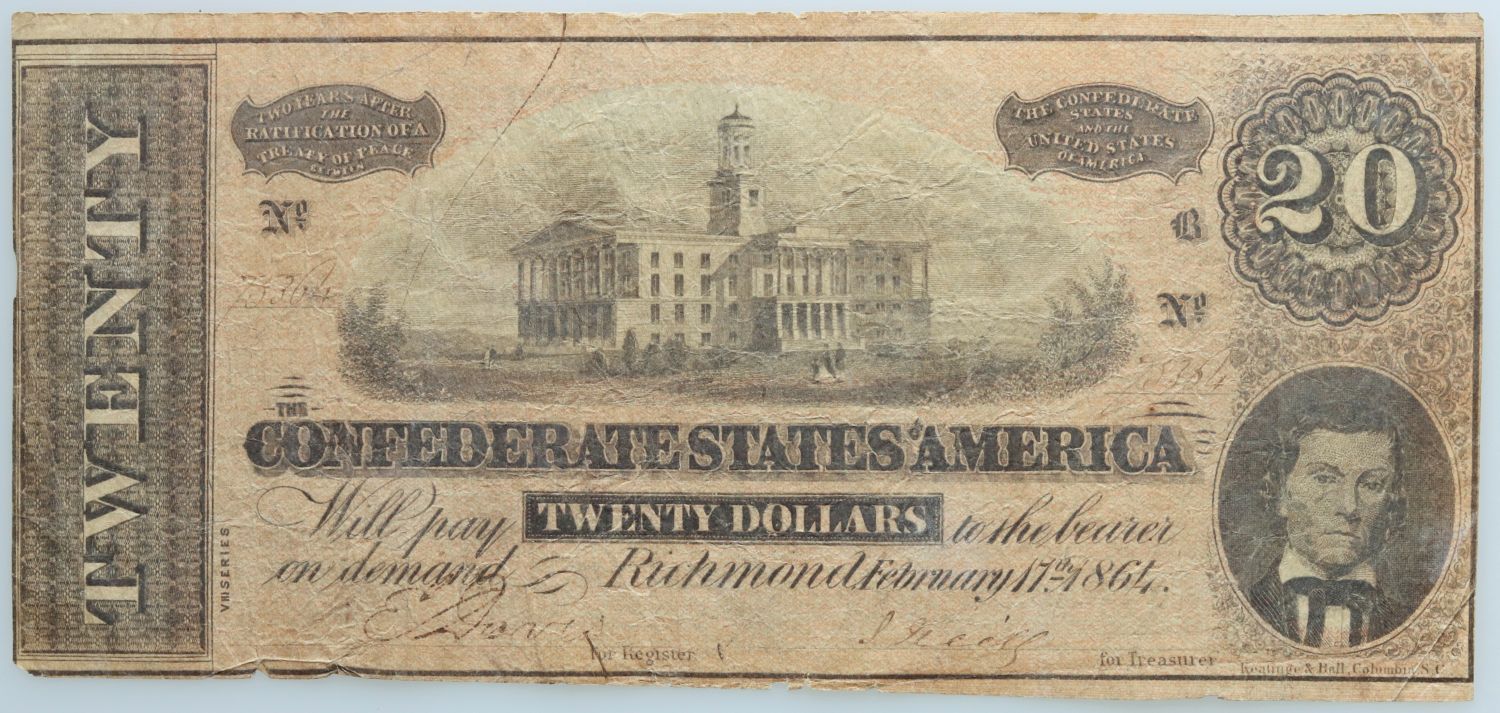 TWENTY
TWO YEARS AFTER
THE
RATIFICATION OF A
TREATY OF PEACE
BETWEEN
THE CONFEDERATE
STATES
AND THE
UNITED STATES
OF AMERICA.
20
No
B
No
THE
CONFEDERATE STATES OF AMERICA
Will pay TWENTY DOLLARS to the bearer
on demand Richmond February 17th 1864.
VIII SERIES
for Register
for Treasurer
Keatinge & Ball, Columbia, S.C.